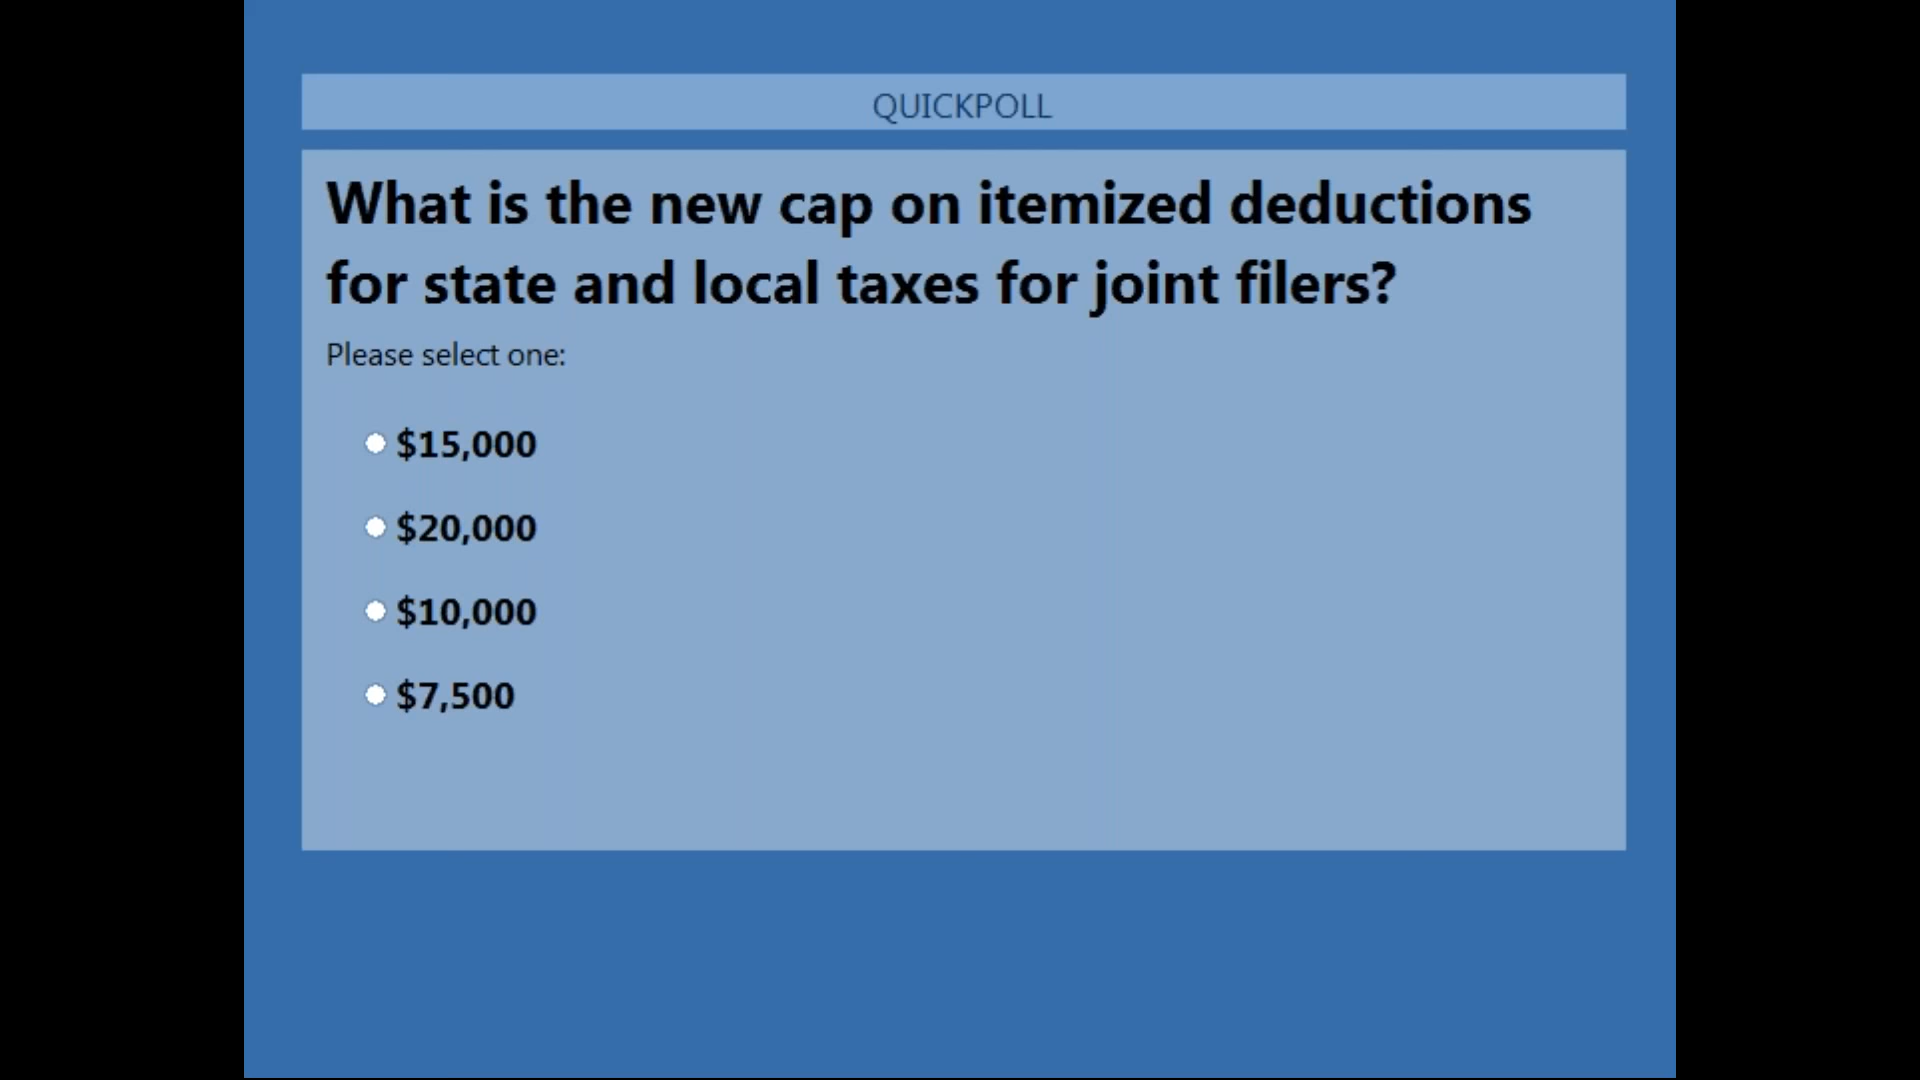 QUICKPOLL
What is the new cap on itemized deductions
for state and local taxes for joint filers?
Please select one:
$15,000
$20,000
$10,000
$7,500